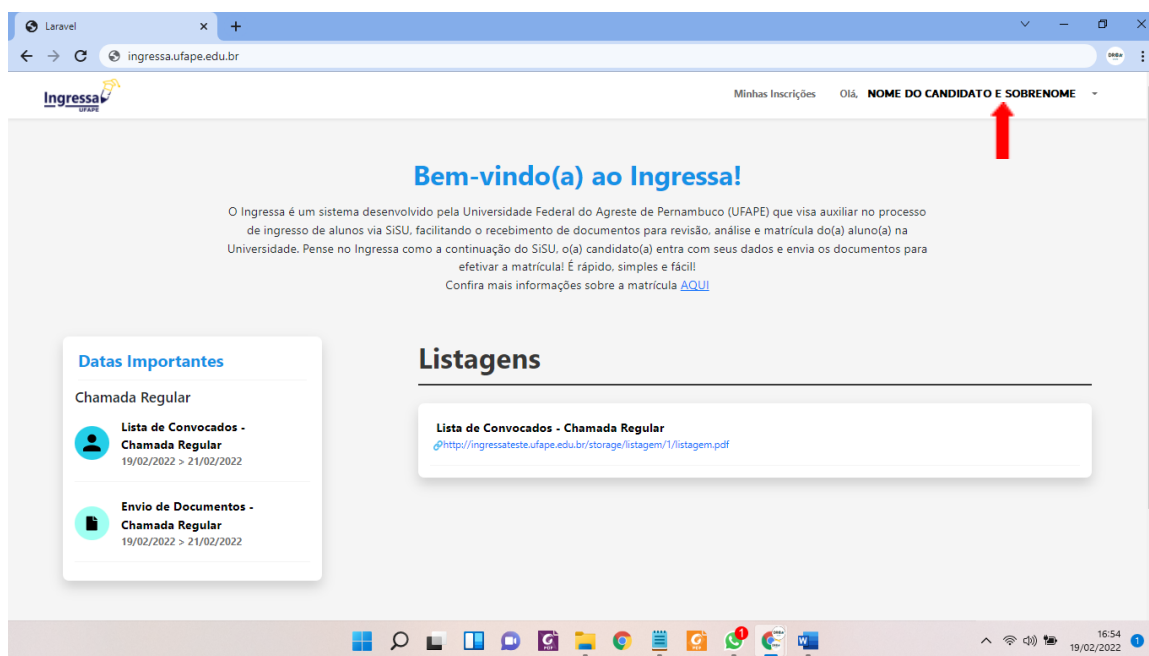 Laravel
ingressa.ufape.edu.br
DRBA
Ingressa
UFAPE
Minhas Inscrições Olá, NOME DO CANDIDATO E SOBRENOME
Bem-vindo(a) ao Ingressa!
O Ingressa é um sistema desenvolvido pela Universidade Federal do Agreste de Pernambuco (UFAPE) que visa auxiliar no processo
de ingresso de alunos via SiSU, facilitando o recebimento de documentos para revisão, análise e matrícula do(a) aluno(a) na
Universidade. Pense no Ingressa como a continuação do SiSU, o(a) candidato(a) entra com seus dados e envia os documentos para
efetivar a matrícula! É rápido, simples e fácil!
Confira mais informações sobre a matrícula AQUI
Datas Importantes
Chamada Regular
Lista de Convocados -
Chamada Regular
19/02/2022 > 21/02/2022
Envio de Documentos -
Chamada Regular
19/02/2022 > 21/02/2022
Listagens
Lista de Convocados - Chamada Regular
http://ingressateste.ufape.edu.br/storage/listagem/1/listagem.pdf
PDF
PDF
1
W
16:54
19/02/2022
1